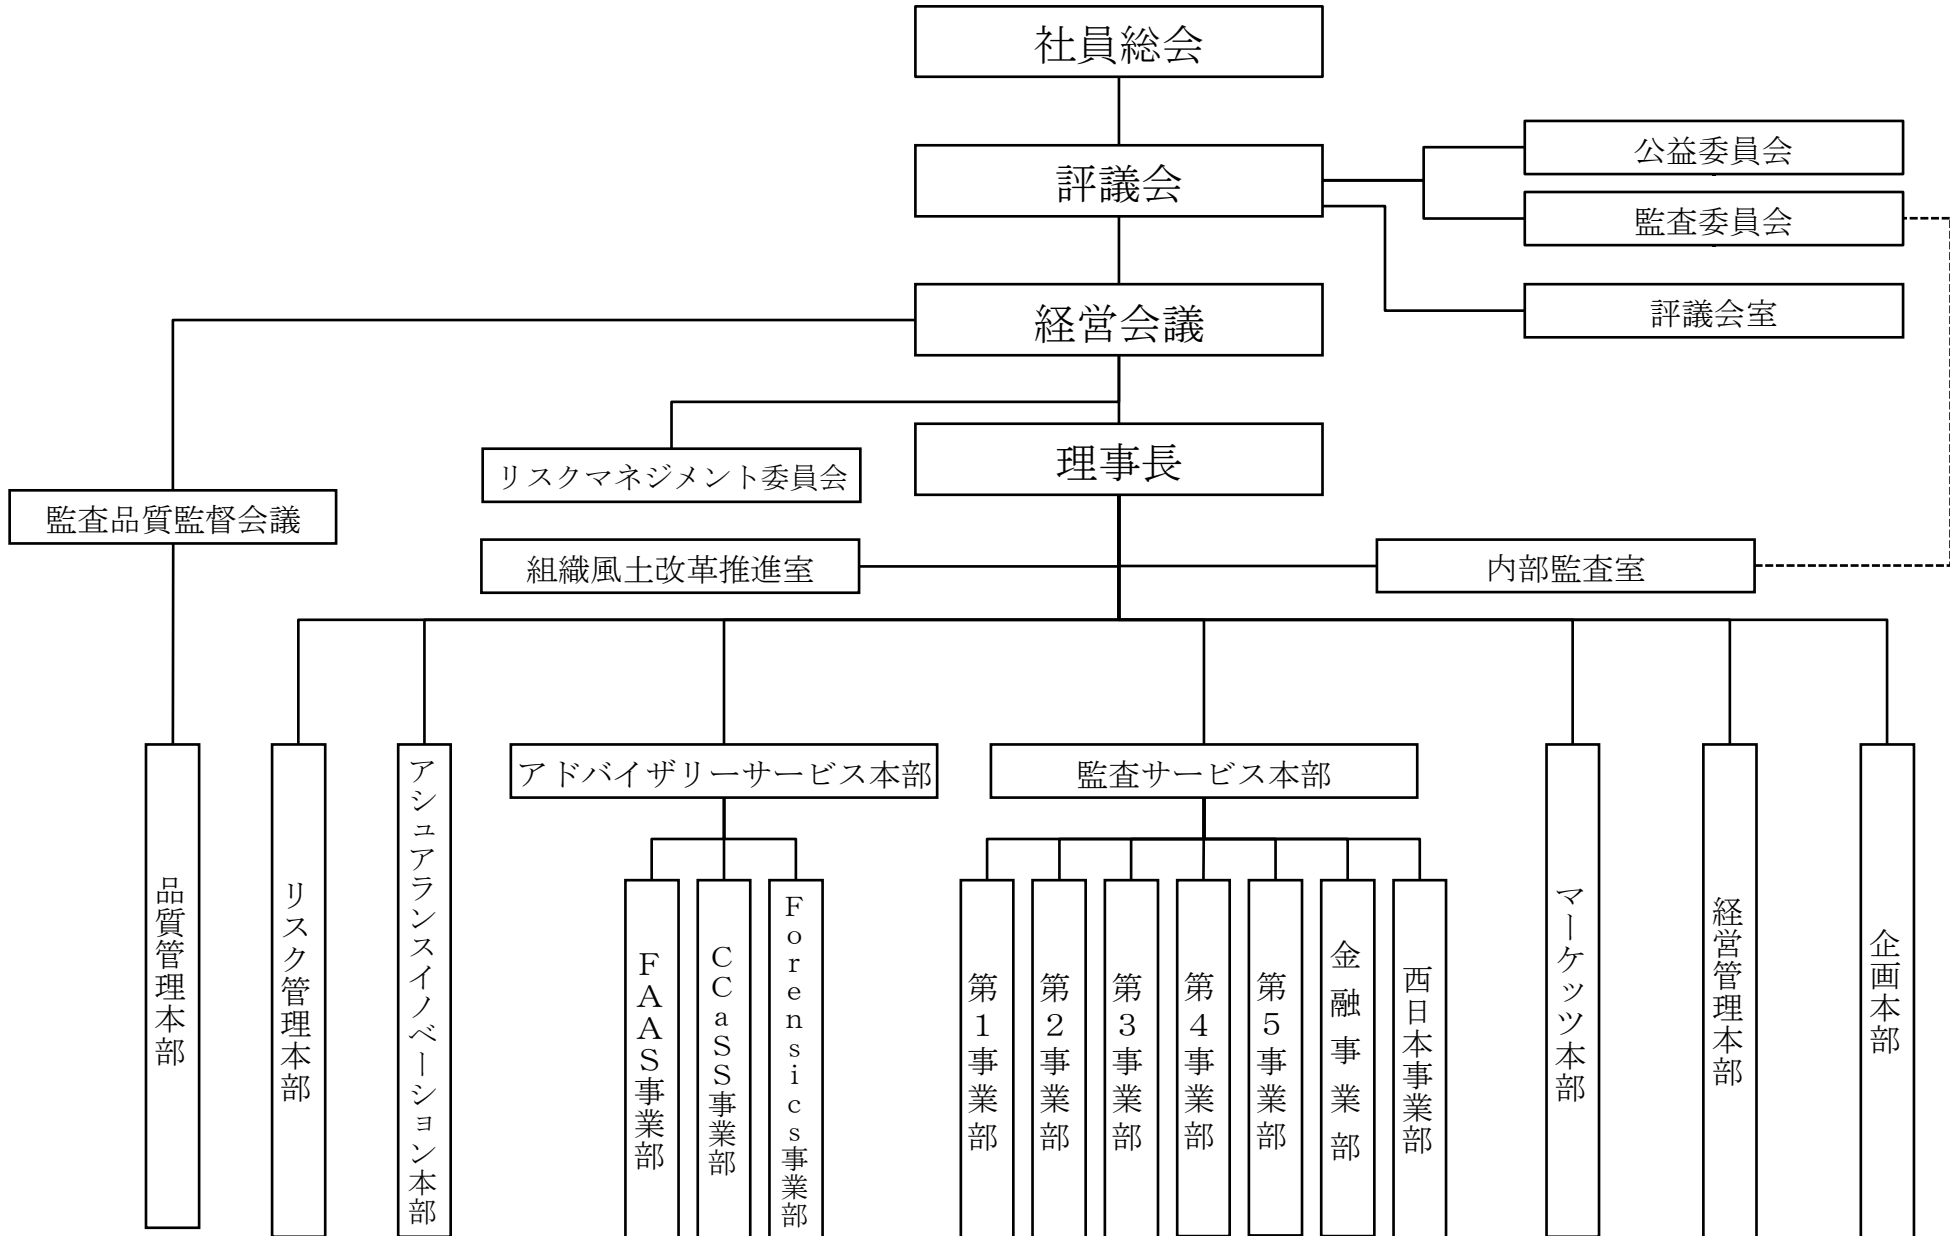 社員総会
公益委員会
評議会
監査委員会
評議会室
経営会議
理事長
リスクマネジメント委員会
監査品質監督会議
組織風土改革推進室
内部監査室
品質管理本部
リスク管理本部
アシュアランスイノベーション本部
アドバイザリーサービス本部
FAAS事業部
CCaSS事業部
Forensics事業部
監査サービス本部
第1事業部
第2事業部
第3事業部
第4事業部
第5事業部
金融事業部
西日本事業部
マーケッツ本部
経営管理本部
企画本部